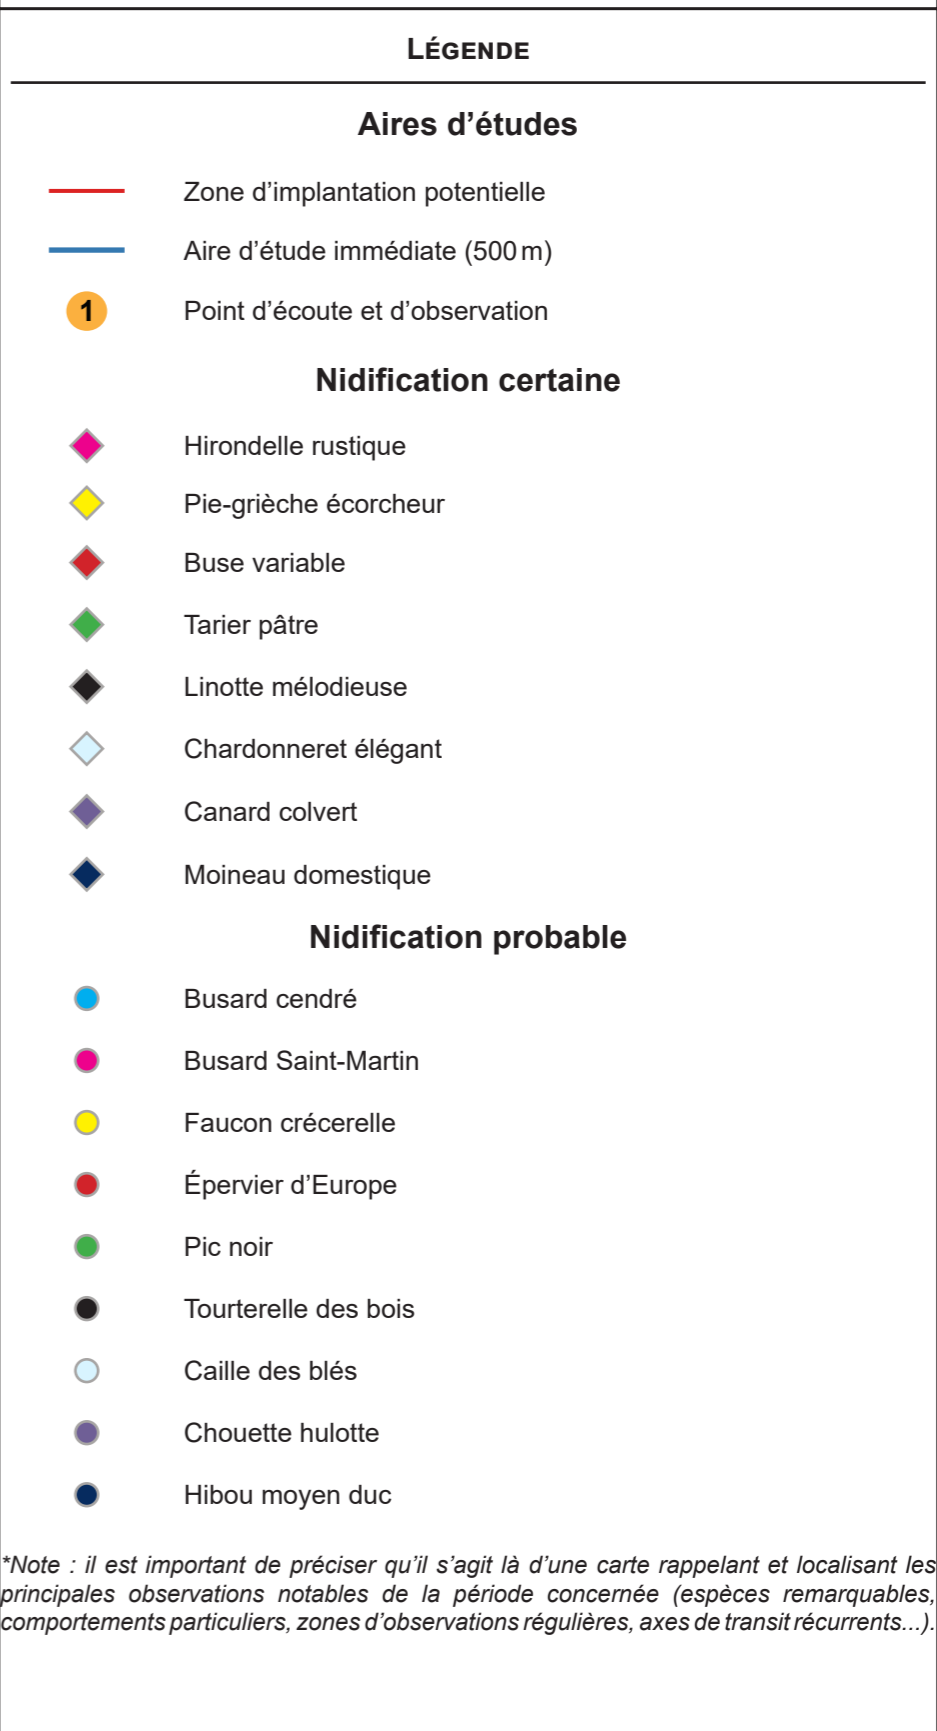 LÉGENDE
Aires d’études
Zone d’implantation potentielle
Aire d’étude immédiate (500 m)
1 Point d’écoute et d’observation
Nidification certaine
Hirondelle rustique
Pie-grièche écorcheur
Buse variable
Tarier pâtre
Linotte mélodieuse
Chardonneret élégant
Canard colvert
Moineau domestique
Nidification probable
Busard cendré
Busard Saint-Martin
Faucon crécerelle
Épervier d’Europe
Pic noir
Tourterelle des bois
Caille des blés
Chouette hulotte
Hibou moyen duc
*Note : il est important de préciser qu’il s’agit là d’une carte rappelant et localisant les
principales observations notables de la période concernée (espèces remarquables,
comportements particuliers, zones d’observations régulières, axes de transit récurrents...).